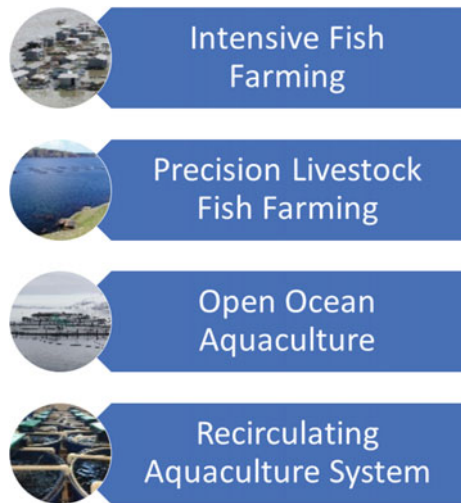 Intensive Fish
Farming
Precision Livestock
Fish Farming
Open Ocean
Aquaculture
Recirculating
Aquaculture System